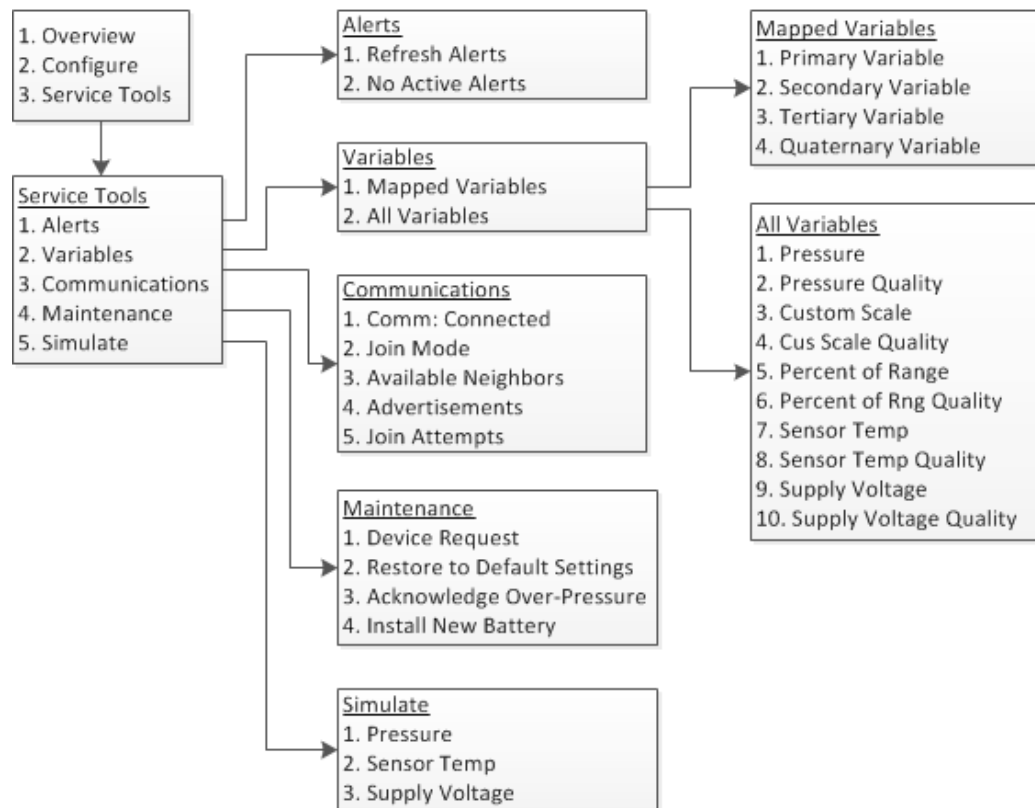 1. Overview
2. Configure
3. Service Tools
Service Tools
1. Alerts
2. Variables
3. Communications
4. Maintenance
5. Simulate
Alerts
1. Refresh Alerts
2. No Active Alerts
Variables
1. Mapped Variables
2. All Variables
Communications
1. Comm: Connected
2. Join Mode
3. Available Neighbors
4. Advertisements
5. Join Attempts
Maintenance
1. Device Request
2. Restore to Default Settings
3. Acknowledge Over-Pressure
4. Install New Battery
Simulate
1. Pressure
2. Sensor Temp
3. Supply Voltage
Mapped Variables
1. Primary Variable
2. Secondary Variable
3. Tertiary Variable
4. Quaternary Variable
All Variables
1. Pressure
2. Pressure Quality
3. Custom Scale
4. Cus Scale Quality
5. Percent of Range
6. Percent of Rng Quality
7. Sensor Temp
8. Sensor Temp Quality
9. Supply Voltage
10. Supply Voltage Quality